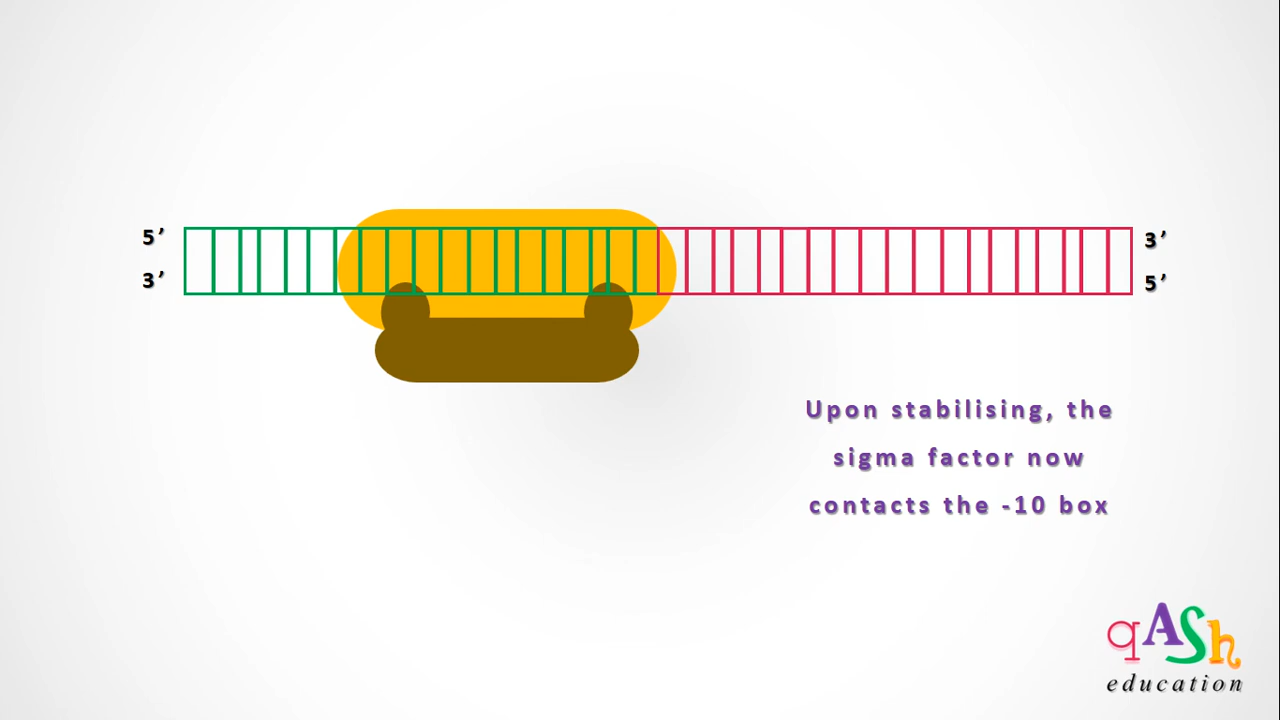 5’
3’
3’
5’
Upon stabilising, the
sigma factor now
contacts the -10 box
qASh
education